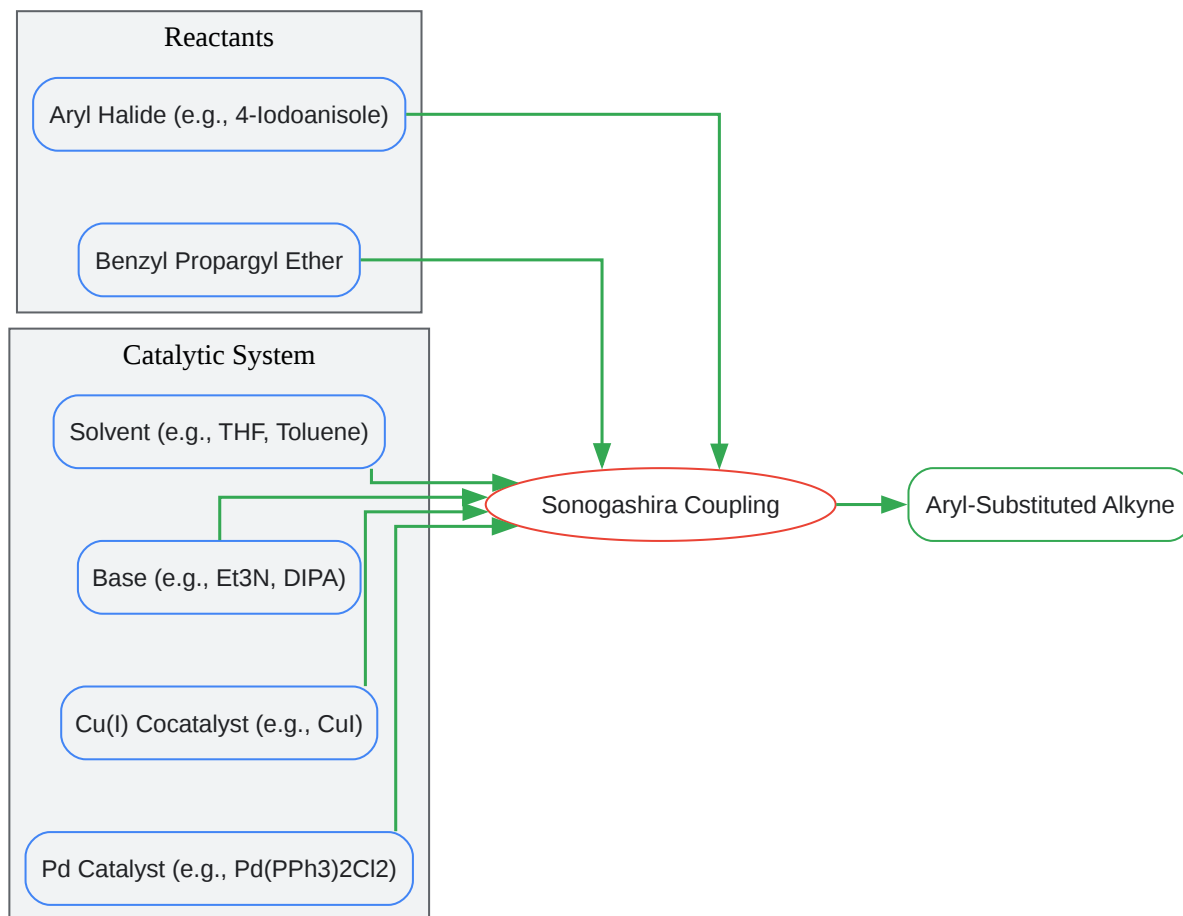 Reactants
Aryl Halide (e.g., 4-Iodoanisole)
Benzyl Propargyl Ether
Catalytic System
Solvent (e.g., THF, Toluene)
Base (e.g., Et3N, DIPA)
Cu(I) Cocatalyst (e.g., CuI)
Pd Catalyst (e.g., Pd(PPh3)2Cl2)
Sonogashira Coupling
Aryl-Substituted Alkyne